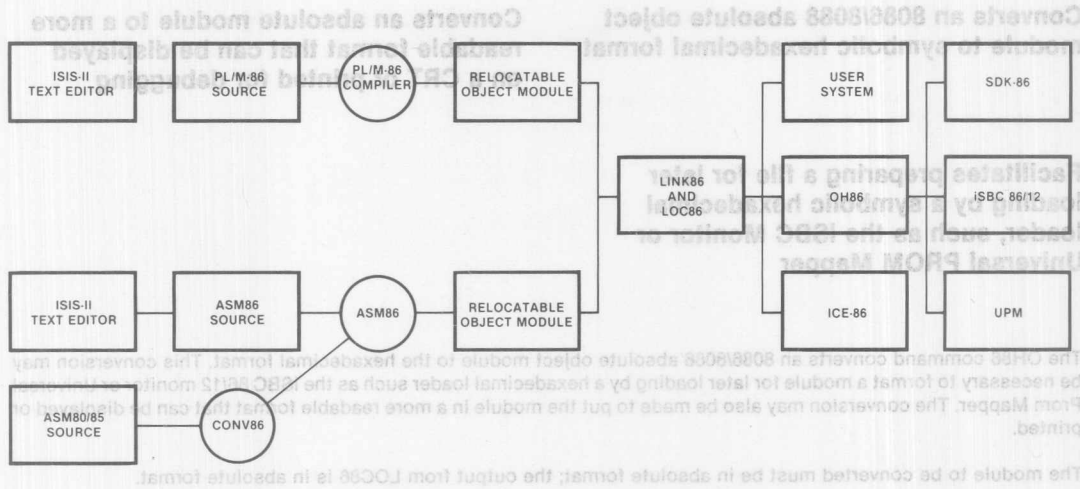 Converts an absolute module to a more
readable format that can be displayed
CRT printed debugging
Converts an 8086/8088 absolute object
module to symbolic hexadecimal format
ISIS-II
TEXT EDITOR
PL/M-86
SOURCE
PL/M-86
COMPILER
RELOCATABLE
OBJECT MODULE
USER
SYSTEM
SDK-86
LINK86
AND
LOC86
OH86
iSBC 86/12
Facilitates preparing a file for later
loading by a symbolic hexadecimal
loader, such as the iSBC Monitor or
Universal PROM Mapper
ISIS-II
TEXT EDITOR
ASM86
SOURCE
ASM86
RELOCATABLE
OBJECT MODULE
ICE-86
UPM
ASM80/85
SOURCE
CONV86
The OH86 command converts an 8086/8088 absolute object module to the hexadecimal format. This conversion may
be necessary to format a module for later loading by a hexadecimal loader such as the iSBC 86/12 monitor or Universal
Prom Mapper. The conversion may also be made to put the module in a more readable format that can be displayed or
printed.
The module to be converted must be in absolute format; the output from LOC86 is in absolute format.